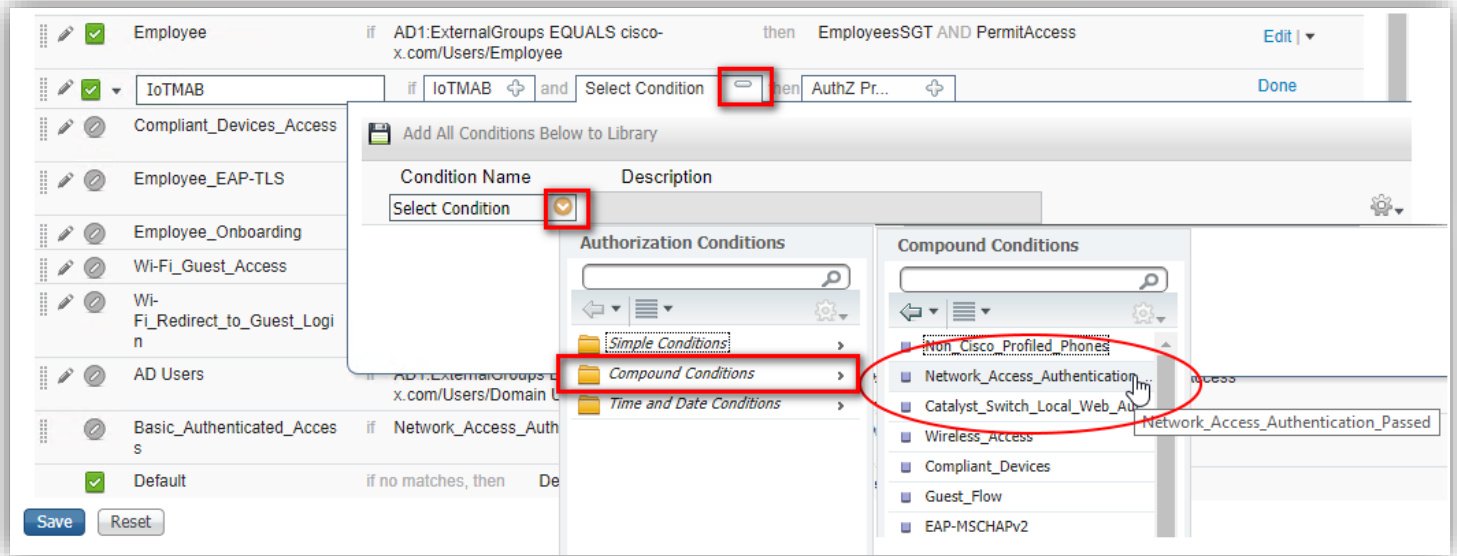 Employee if AD1:ExternalGroups EQUALS cisco- then EmployeesSGT AND PermitAccess Edit |
x.com/Users/Employee
IoTMAB if IoTMAB and Select Condition then AuthZ Pr... Done
Compliant_Devices_Access
Add All Conditions Below to Library
Employee_EAP-TLS
Condition Name Description
Select Condition
Employee_Onboarding
Wi-Fi_Guest_Access
Wi-
Fi_Redirect_to_Guest_Logi
n
Authorization Conditions
Simple Conditions
Compound Conditions
Time and Date Conditions
Compound Conditions
Non_Cisco_Profiled_Phones
Network_Access_Authentication...
Catalyst_Switch_Local_Web_Au
Wireless_Access
Compliant_Devices
Guest_Flow
EAP-MSCHAPv2
Network_Access_Authentication_Passed
AD Users if AD1:ExternalGroups E
x.com/Users/Domain U
Basic_Authenticated_Acces if Network_Access_Auth
s
Default if no matches, then De
Save Reset